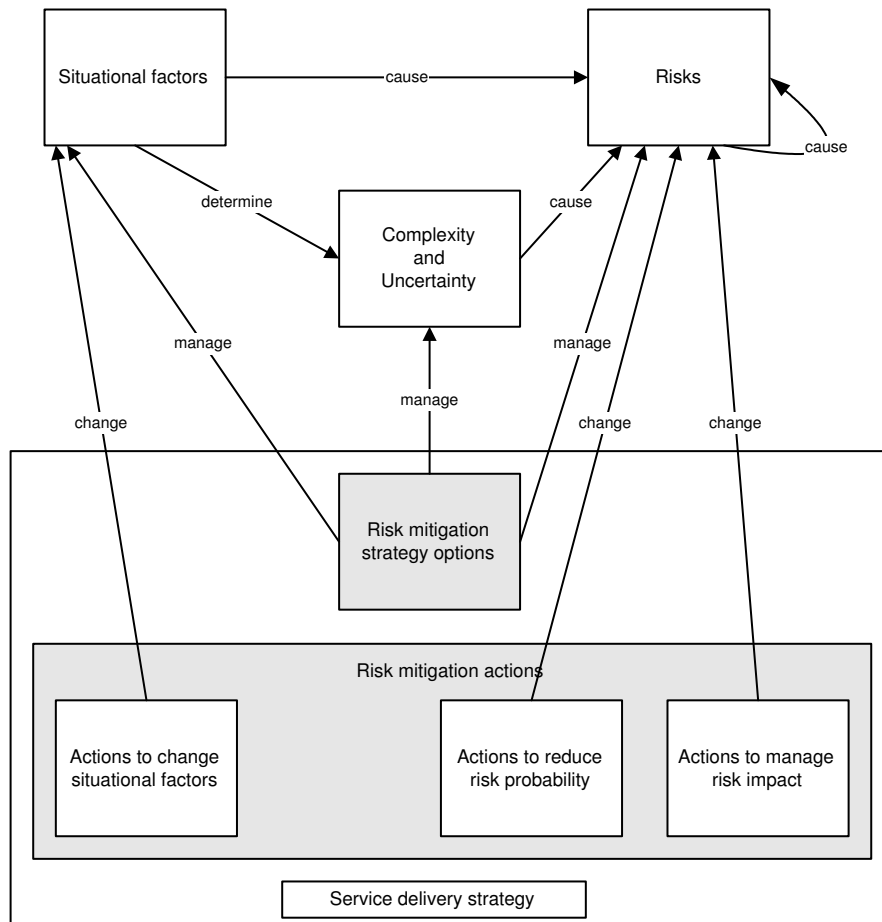 Situational factors
cause
Risks
cause
determine
cause
Complexity
and
Uncertainty
manage
manage
manage
change
change
change
Risk mitigation
strategy options
Risk mitigation actions
Actions to change
situational factors
Actions to reduce
risk probability
Actions to manage
risk impact
Service delivery strategy